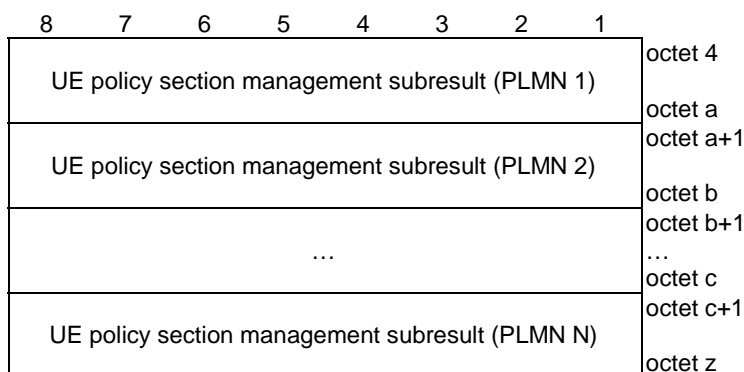 8 7 6 5 4 3 2 1
octet 4
UE policy section management subresult (PLMN 1)
octet a
octet a+1
UE policy section management subresult (PLMN 2)
octet b
octet b+1
… …
octet c
octet c+1
UE policy section management subresult (PLMN N)
octet z